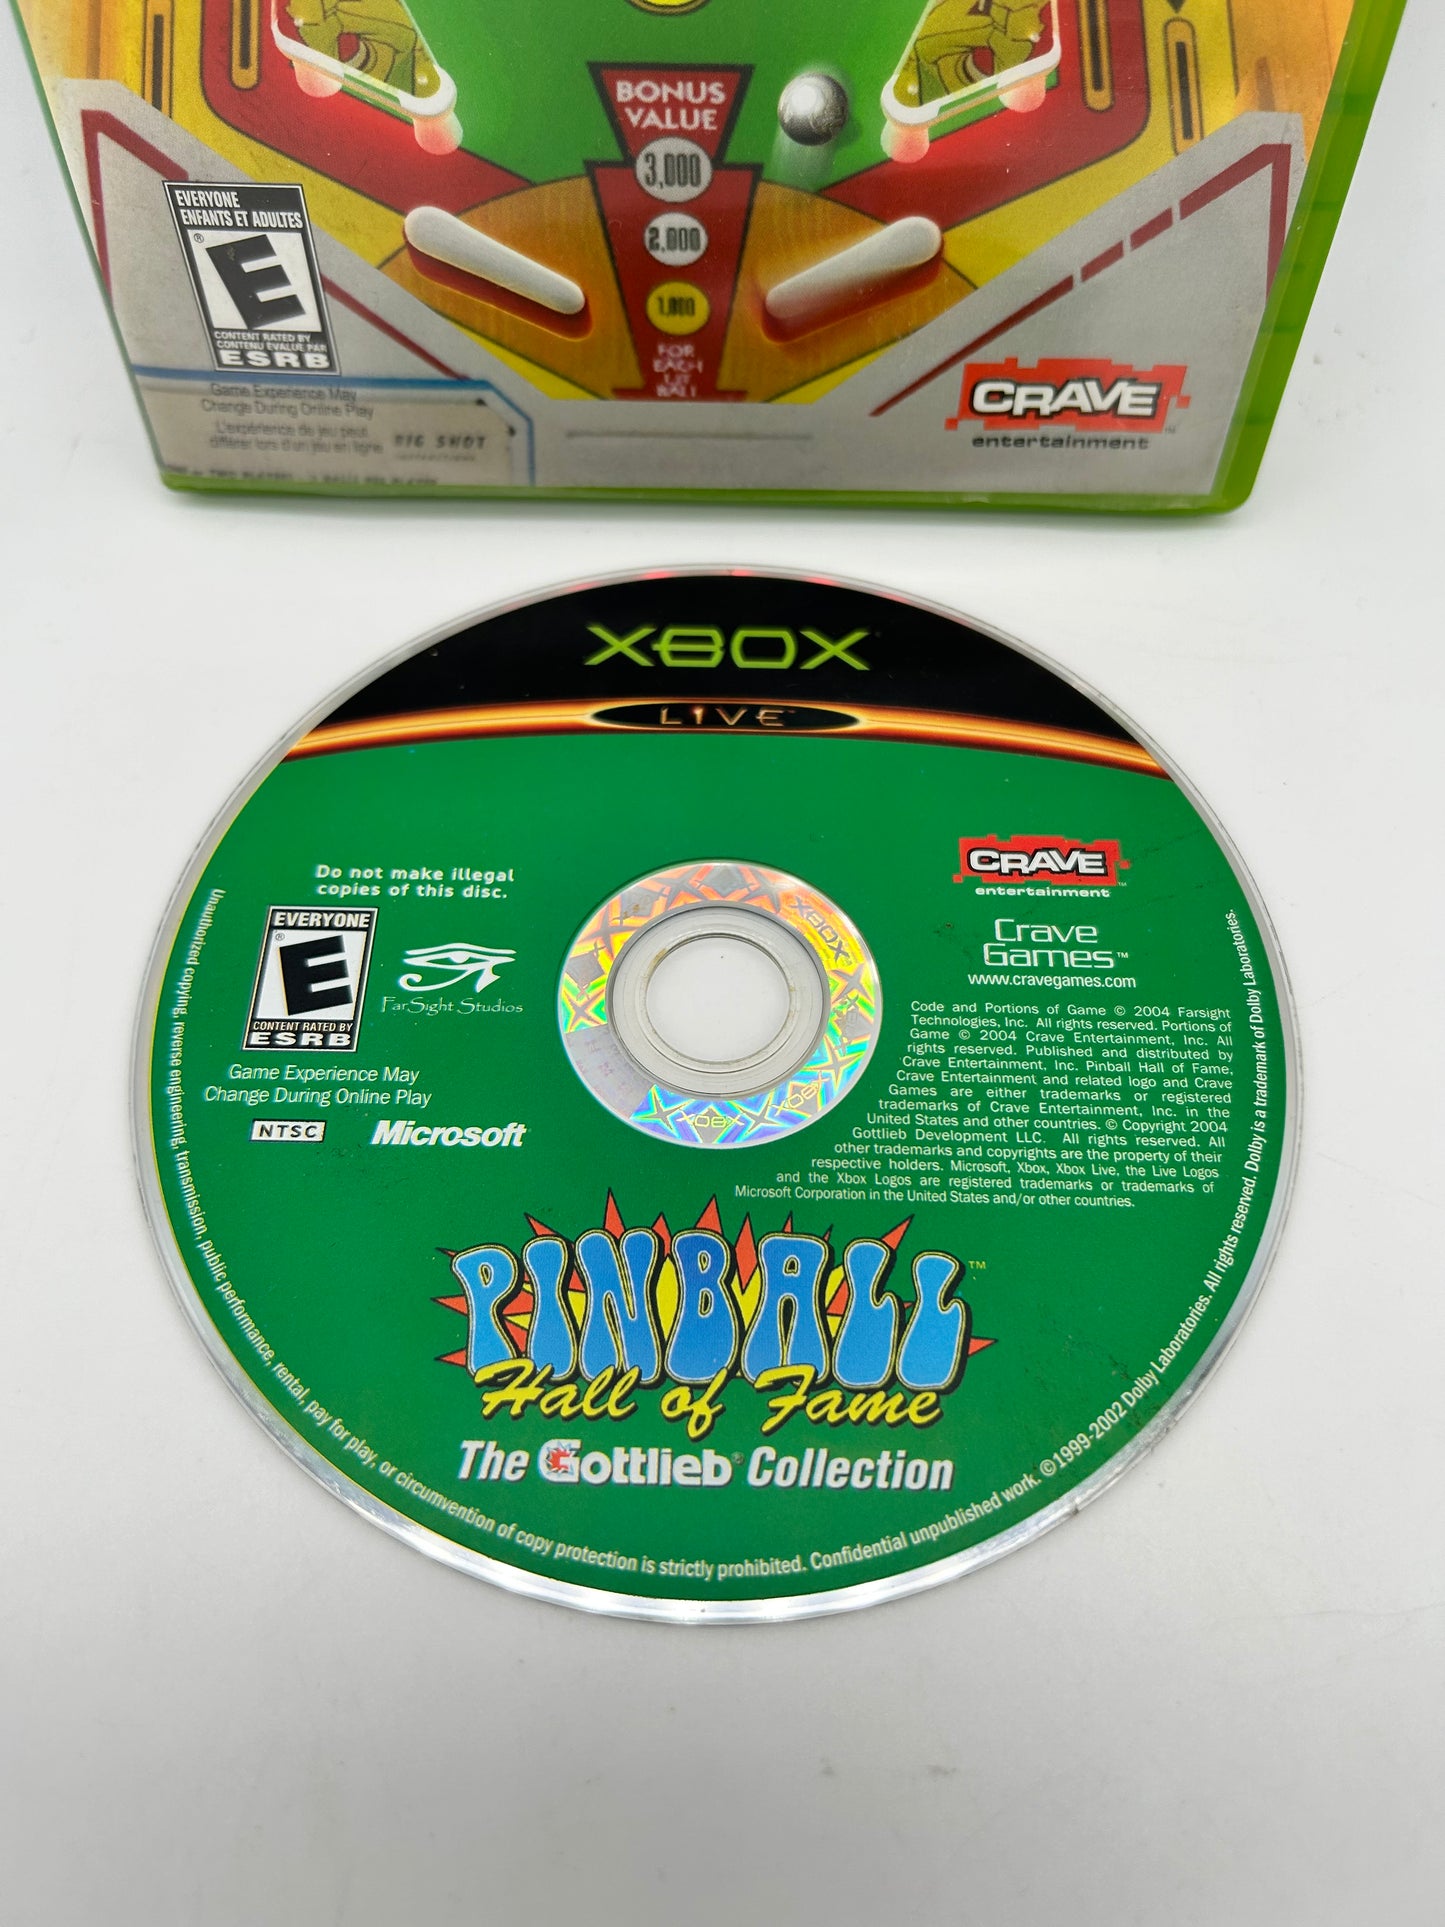 BONUS
VALUE
3,000
2,000
1,000
FOR
EACH
LIT
BALL
EVERYONE
ENFANTS ET ADULTES
E
®
CONTENT RATED BY
CONTENU ÉVALUÉ PAR
ESRB
Game Experience May
Change During Online Play
L'expérience de jeu peut
différer lors d'un jeu en ligne
BIG SHOT
CRAVE
entertainment
XBOX
LIVE™
Do not make illegal
copies of this disc.
EVERYONE
®
E
CONTENT RATED BY
ESRB
FarSight Studios
Game Experience May
Change During Online Play
NTSC
Microsoft
CRAVE
entertainment
Crave
Games™
www.cravegames.com
Code and Portions of Game © 2004 Farsight
Technologies, Inc. All rights reserved. Portions of
Game © 2004 Crave Entertainment, Inc. All
rights reserved. Published and distributed by
Crave Entertainment, Inc. Pinball Hall of Fame,
Crave Entertainment and related logo and Crave
Games are either trademarks or registered
trademarks of Crave Entertainment, Inc. in the
United States and other countries. © Copyright 2004
Gottlieb Development LLC. All rights reserved. All
other trademarks and copyrights are the property of their
respective holders. Microsoft, Xbox, Xbox Live, the Live Logos
and the Xbox Logos are registered trademarks or trademarks of
Microsoft Corporation in the United States and/or other countries.
PINBALL™
Hall of Fame
The Gottlieb® Collection
Unauthorized copying, reverse engineering, transmission, public performance, rental, pay for play, or circumvention of copy protection is strictly prohibited. Confidential unpublished work. ©1999-2002 Dolby Laboratories. All rights reserved. Dolby is a trademark of Dolby Laboratories.